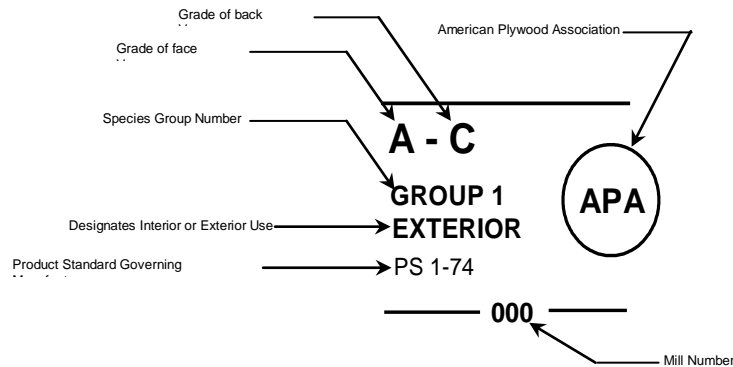 Grade of back
American Plywood Association
Grade of face
Species Group Number
A - C
GROUP 1
APA
Designates Interior or Exterior Use
EXTERIOR
Product Standard Governing
PS 1-74
000
Mill Number